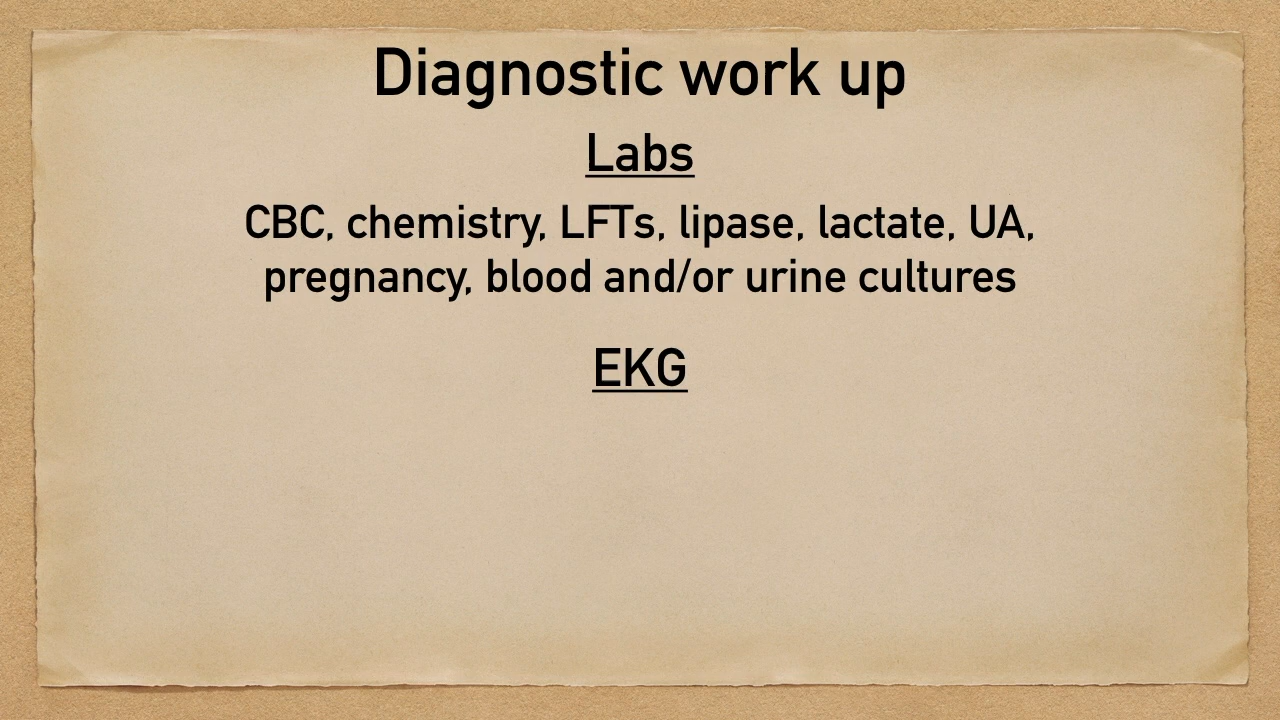 Diagnostic work up
Labs
CBC, chemistry, LFTs, lipase, lactate, UA,
pregnancy, blood and/or urine cultures
EKG